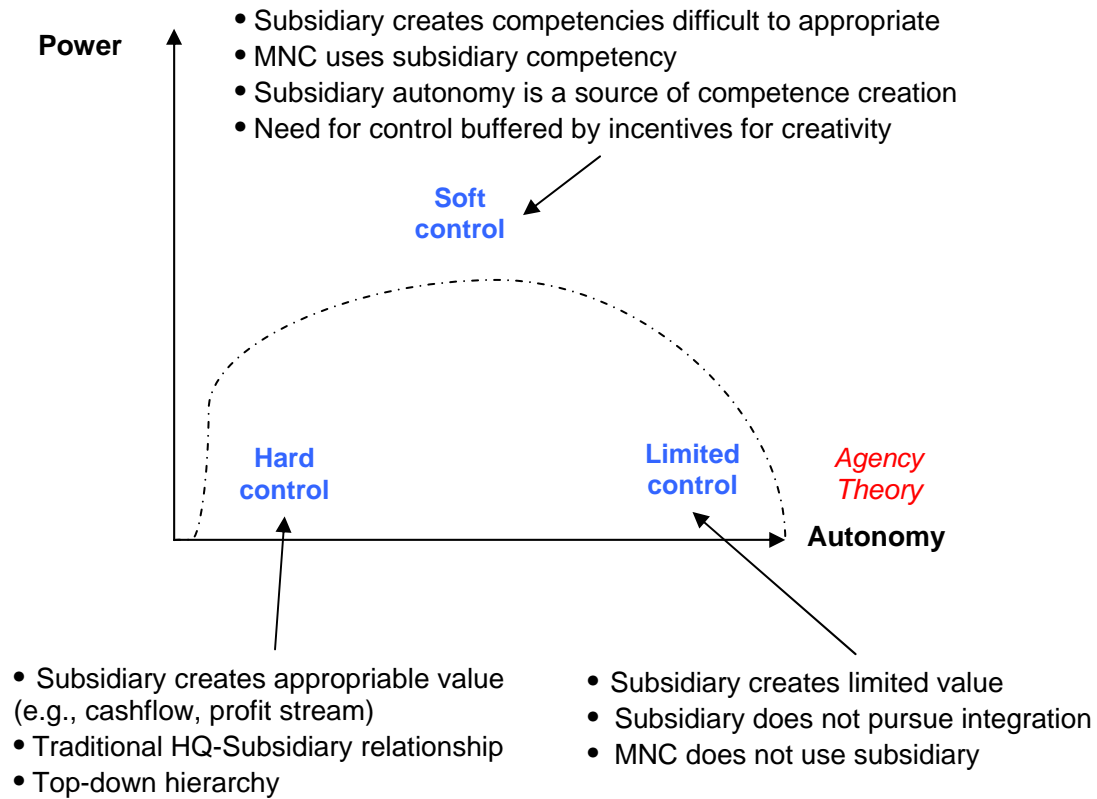 • Subsidiary creates competencies difficult to appropriate
• MNC uses subsidiary competency
• Subsidiary autonomy is a source of competence creation
• Need for control buffered by incentives for creativity
Power
Soft
control
Hard
control
Limited
control
Agency
Theory
Autonomy
• Subsidiary creates appropriable value
(e.g., cashflow, profit stream)
• Traditional HQ-Subsidiary relationship
• Top-down hierarchy
• Subsidiary creates limited value
• Subsidiary does not pursue integration
• MNC does not use subsidiary